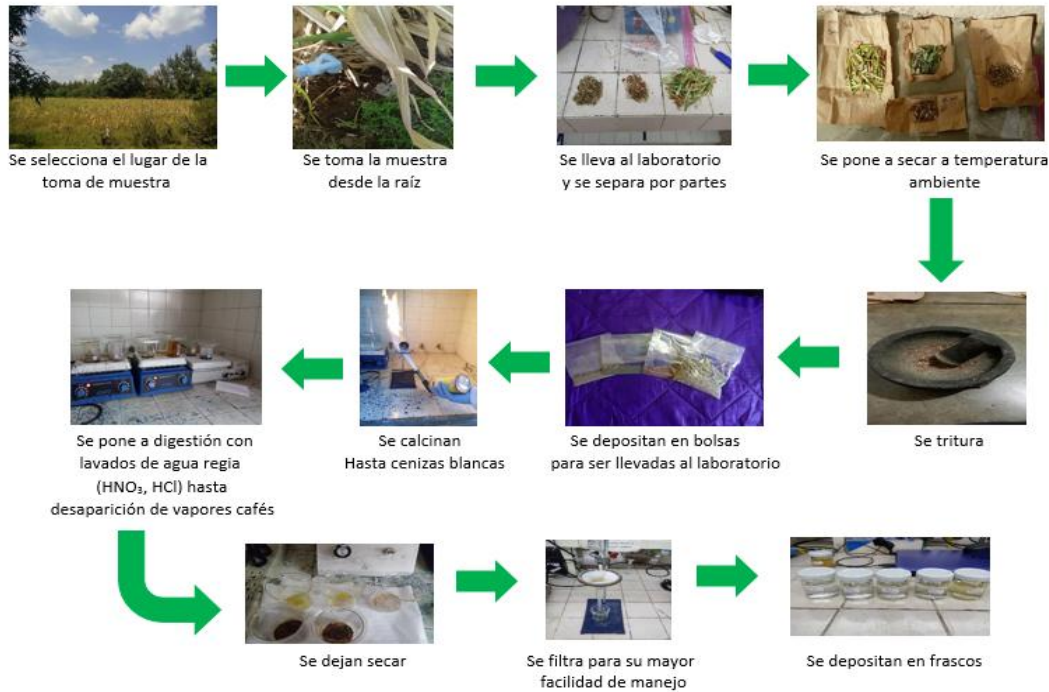 Se selecciona el lugar de la
toma de muestra
Se toma la muestra
desde la raíz
Se lleva al laboratorio
y se separa por partes
Se pone a secar a temperatura
ambiente
Se tritura
Se depositan en bolsas
para ser llevadas al laboratorio
Se calcinan
Hasta cenizas blancas
Se pone a digestión con
lavados de agua regia
(HNO₃, HCl) hasta
desaparición de vapores cafés
Se dejan secar
Se filtra para su mayor
facilidad de manejo
Se depositan en frascos